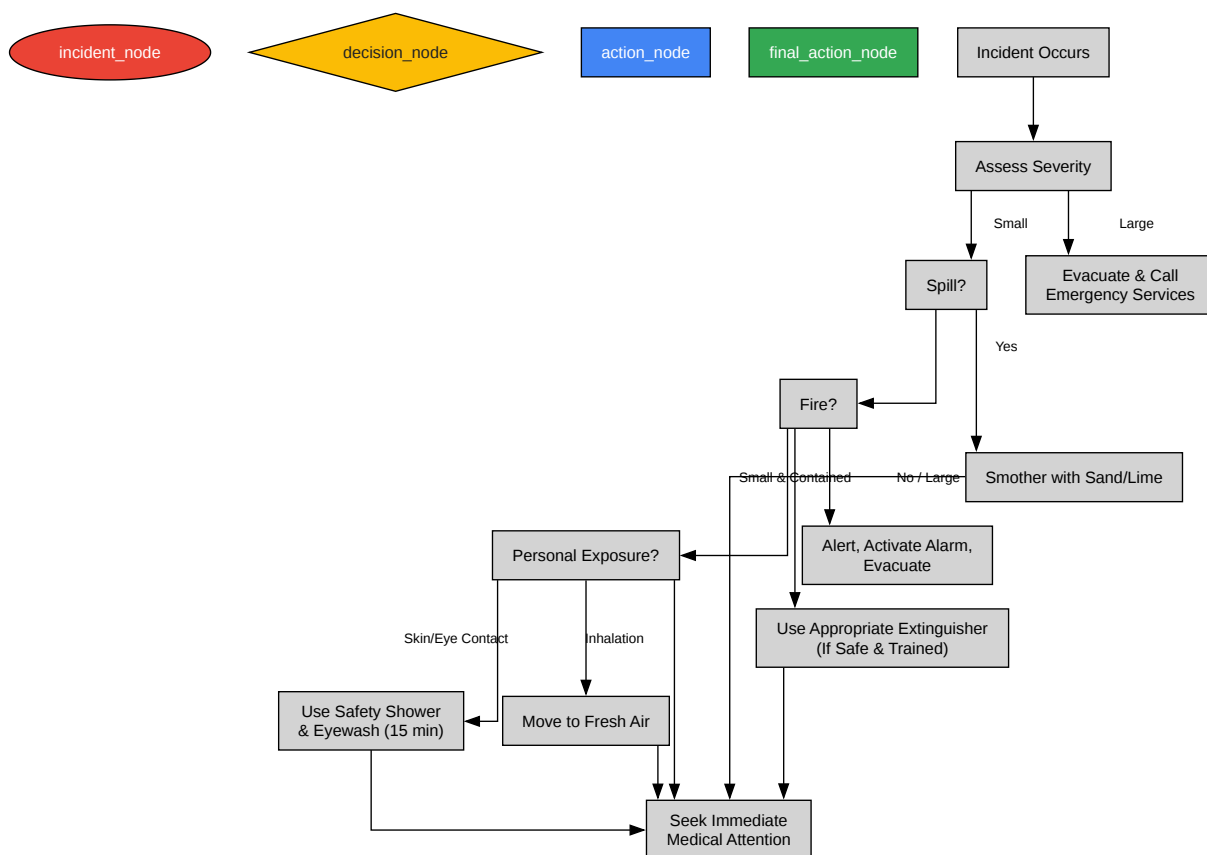 incident_node
decision_node
action_node
final_action_node
Incident Occurs
Assess Severity
Small
Large
Spill?
Evacuate & Call
Emergency Services
Yes
Fire?
Small & Contained
No / Large
Smother with Sand/Lime
Personal Exposure?
Alert, Activate Alarm,
Evacuate
Skin/Eye Contact
Inhalation
Use Appropriate Extinguisher
(If Safe & Trained)
Use Safety Shower
& Eyewash (15 min)
Move to Fresh Air
Seek Immediate
Medical Attention